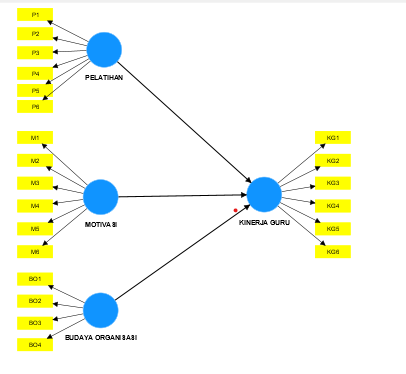 P1
P2
P3
P4
P5
P6
PELATIHAN
M1
M2
M3
M4
M5
M6
MOTIVASI
BO1
BO2
BO3
BO4
BUDAYA ORGANISASI
KG1
KG2
KG3
KG4
KG5
KG6
KINERJA GURU